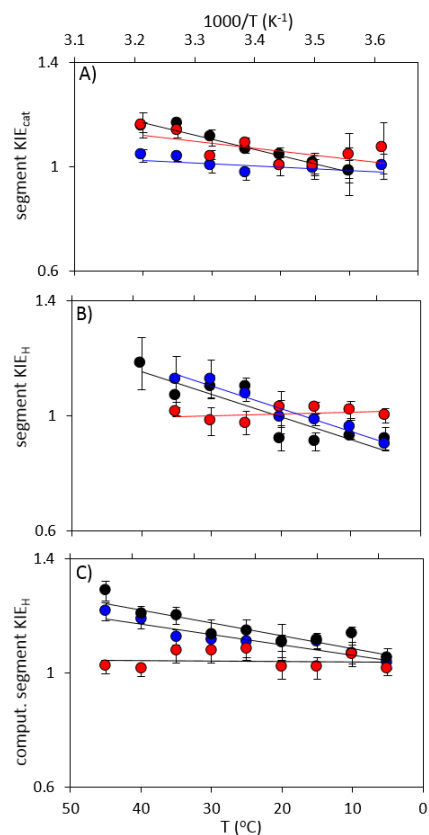 1000/T (K⁻¹)
3.1 3.2 3.3 3.4 3.5 3.6
A)
1.4
1
0.6
segment KIEcat
B)
1.4
1
0.6
segment KIEH
C)
1.4
1
0.6
comput. segment KIEH
50 40 30 20 10 0
T (°C)